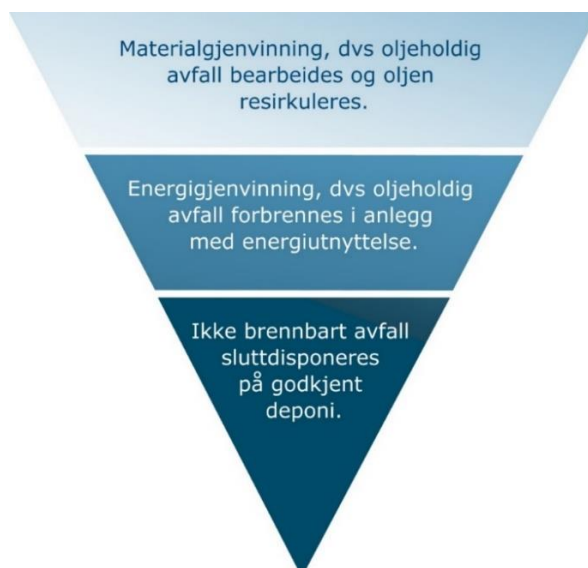 Materialgjenvinning, dvs oljeholdig
avfall bearbeides og oljen
resirkuleres.
Energigjenvinning, dvs oljeholdig
avfall forbrennes i anlegg
med energiutnyttelse.
Ikke brennbart avfall
sluttdisponeres
på godkjent
deponi.